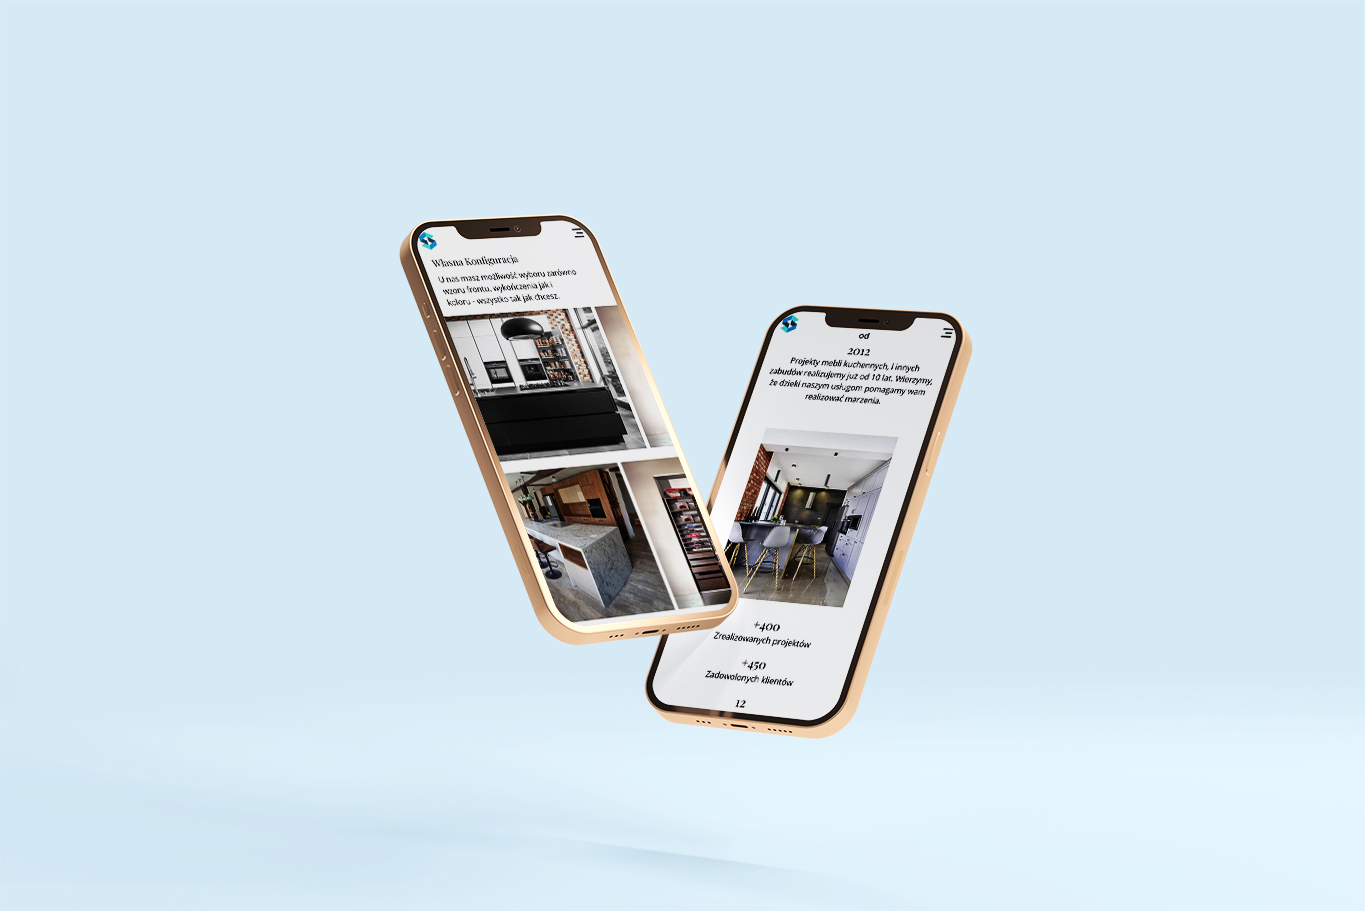 Własna Konfiguracja
U nas masz możliwość wyboru zarówno
wzoru frontu, wykończenia jak i
koloru - wszystko tak jak chcesz.
od
2012
Projekty mebli kuchennych, i innych
zabudów realizujemy już od 10 lat. Wierzymy,
że dzieki naszym usługom pomagamy wam
realizować marzenia.
+400
Zrealizowanych projektów
+450
Zadowolonych klientów
12